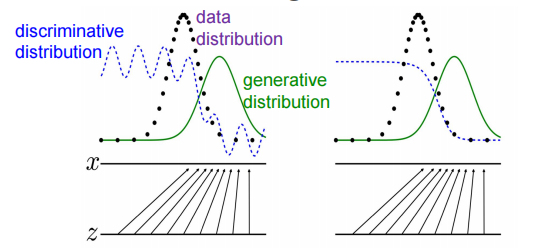 discriminative
distribution
data
distribution
generative
distribution
x
z